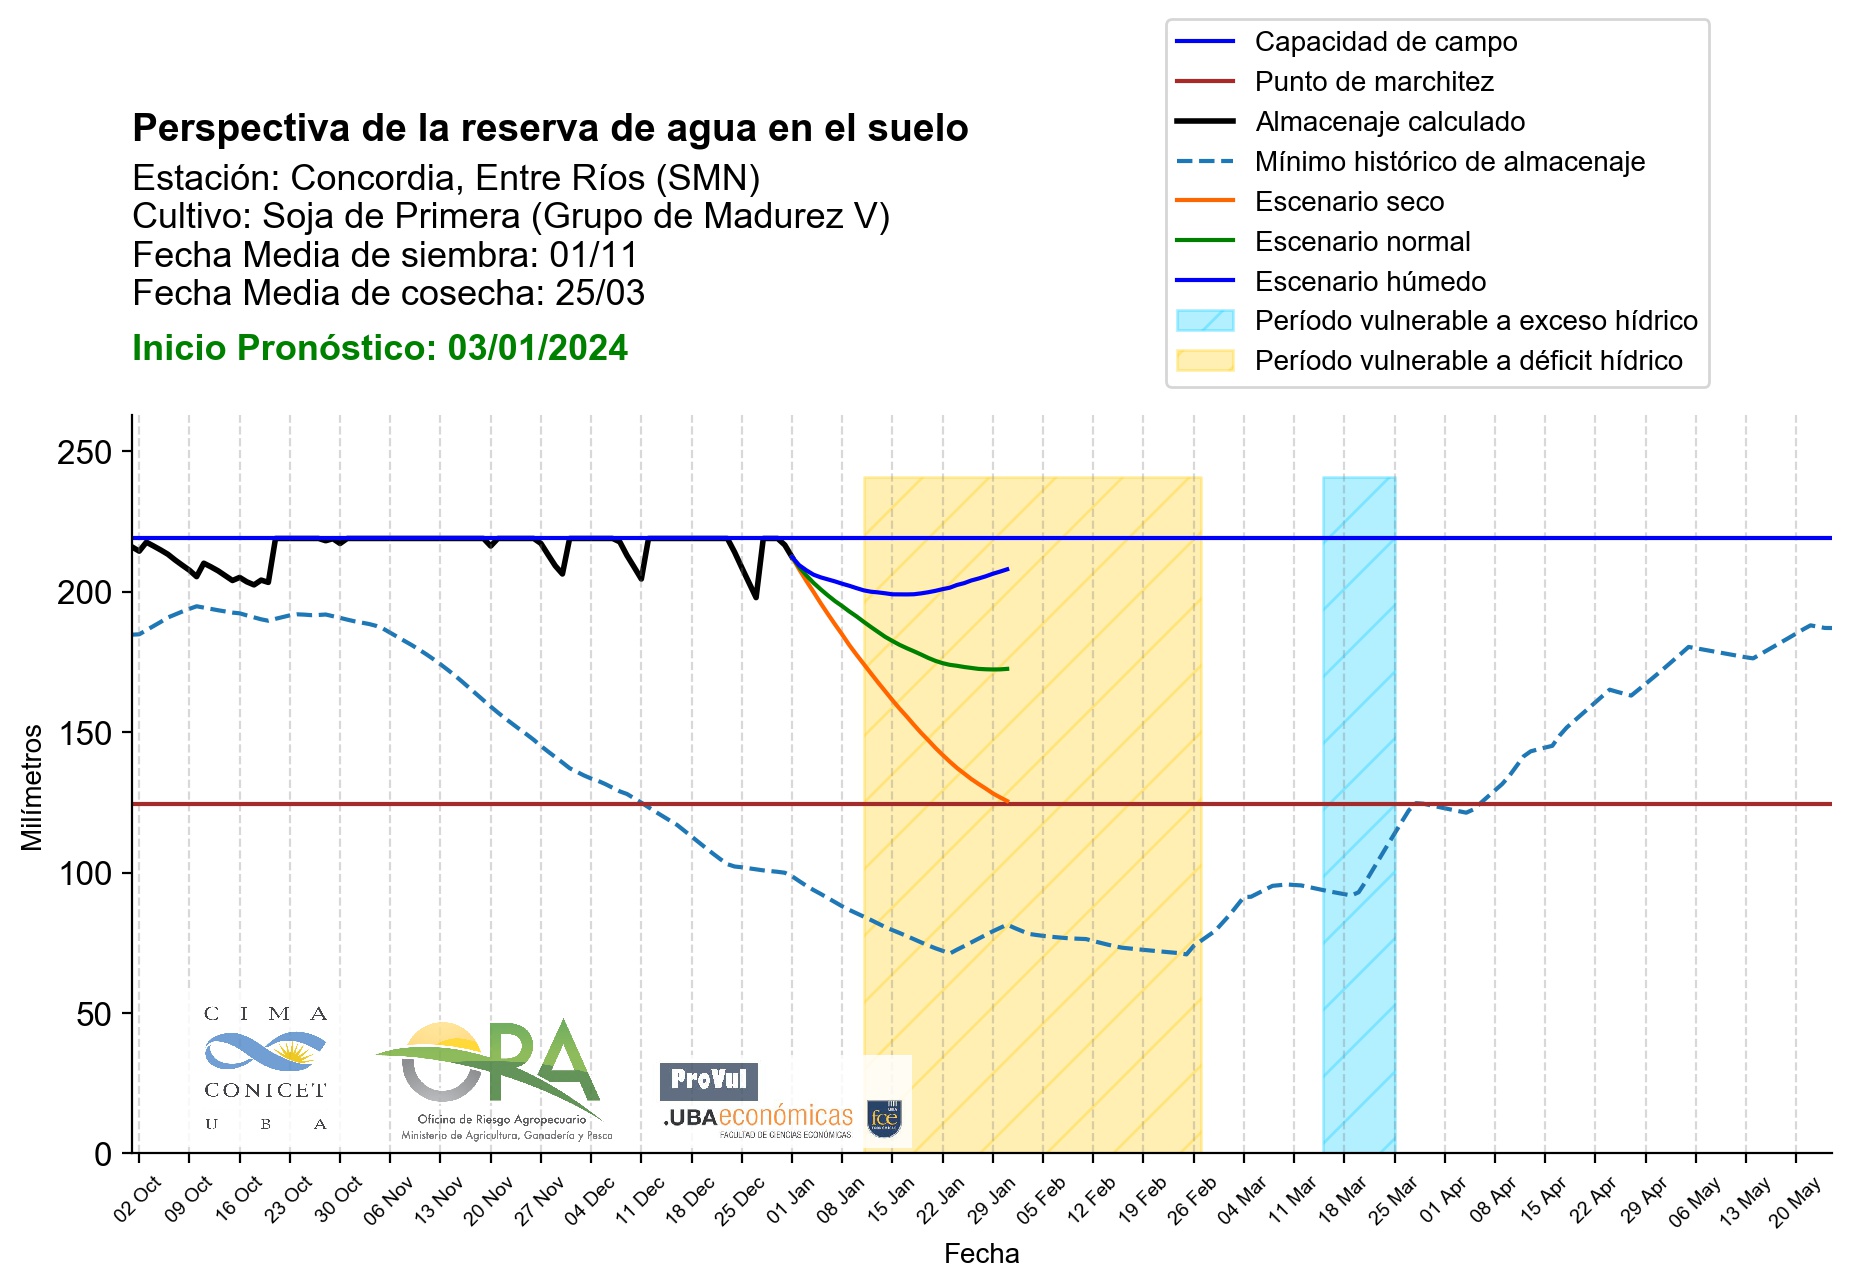 Capacidad de campo
Punto de marchitez
Almacenaje calculado
Mínimo histórico de almacenaje
Escenario seco
Escenario normal
Escenario húmedo
Período vulnerable a exceso hídrico
Período vulnerable a déficit hídrico
Perspectiva de la reserva de agua en el suelo
Estación: Concordia, Entre Ríos (SMN)
Cultivo: Soja de Primera (Grupo de Madurez V)
Fecha Media de siembra: 01/11
Fecha Media de cosecha: 25/03
Inicio Pronóstico: 03/01/2024
250
200
150
100
50
0
Milímetros
CIMA
CONICET
UBA
ORA
Oficina de Riesgo Agropecuario
Ministerio de Agricultura, Ganadería y Pesca
ProVul
.UBAeconómicas
FACULTAD DE CIENCIAS ECONÓMICAS
fce
02 Oct
09 Oct
16 Oct
23 Oct
30 Oct
06 Nov
13 Nov
20 Nov
27 Nov
04 Dec
11 Dec
18 Dec
25 Dec
01 Jan
08 Jan
15 Jan
22 Jan
29 Jan
05 Feb
12 Feb
19 Feb
26 Feb
04 Mar
11 Mar
18 Mar
25 Mar
01 Apr
08 Apr
15 Apr
22 Apr
29 Apr
06 May
13 May
20 May
Fecha